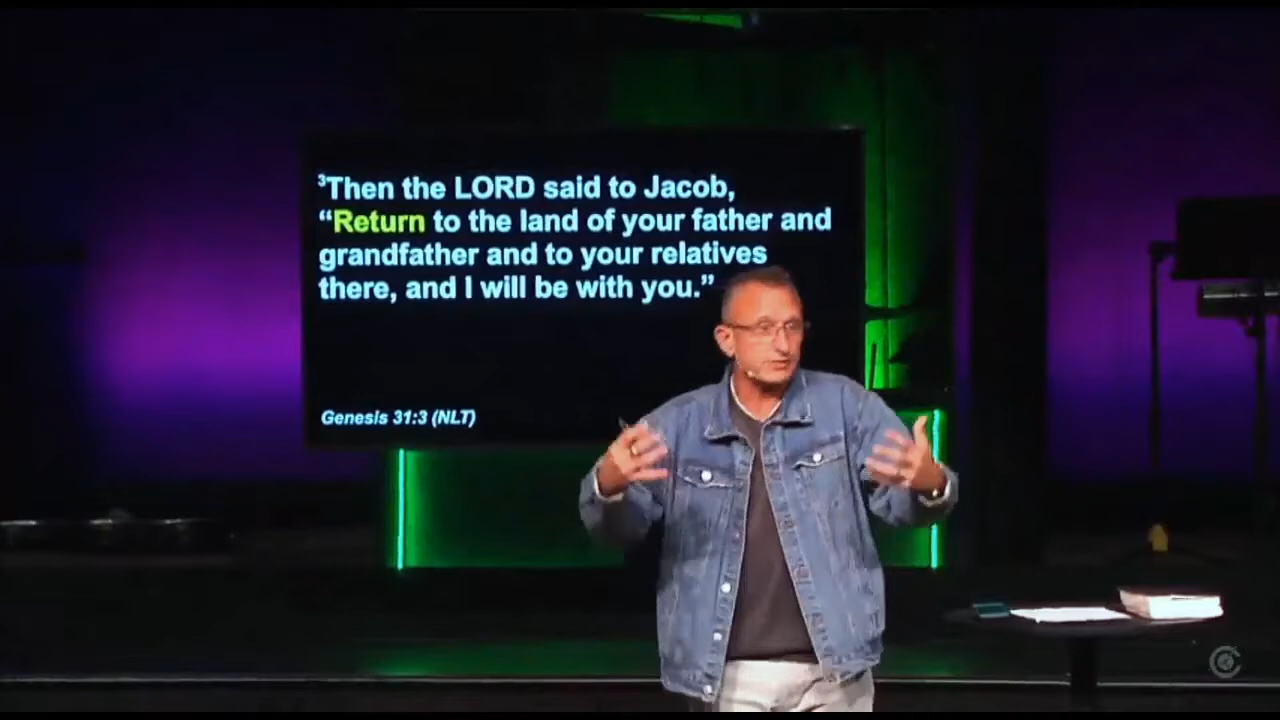 ³Then the LORD said to Jacob,
“Return to the land of your father and
grandfather and to your relatives
there, and I will be with you.”
Genesis 31:3 (NLT)